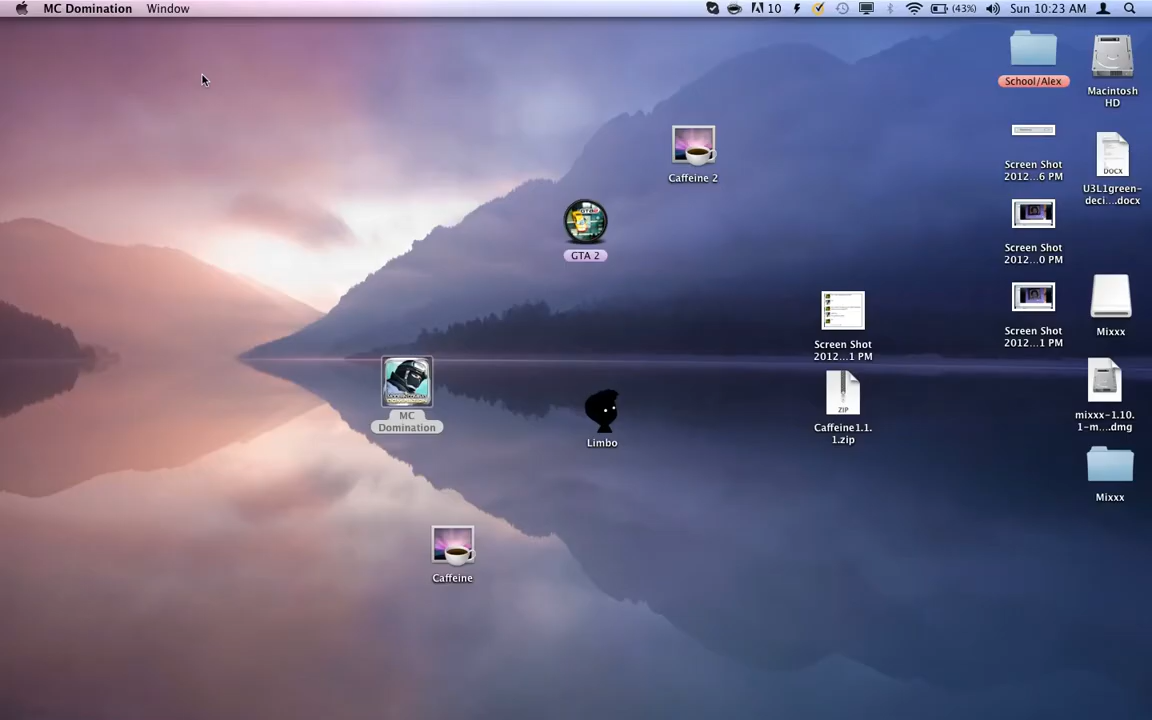 MC Domination Window 10 (43%) Sun 10:23 AM
School/Alex
Macintosh
HD
Screen Shot
2012...6 PM
DOCX
U3L1green-
deci....docx
Caffeine 2
GTA 2
Screen Shot
2012...0 PM
Screen Shot
2012...1 PM
Mixxx
Screen Shot
2012...1 PM
MC
Domination
Limbo
ZIP
Caffeine1.1.
1.zip
mixxx-1.10.
1-m....dmg
Mixxx
Caffeine